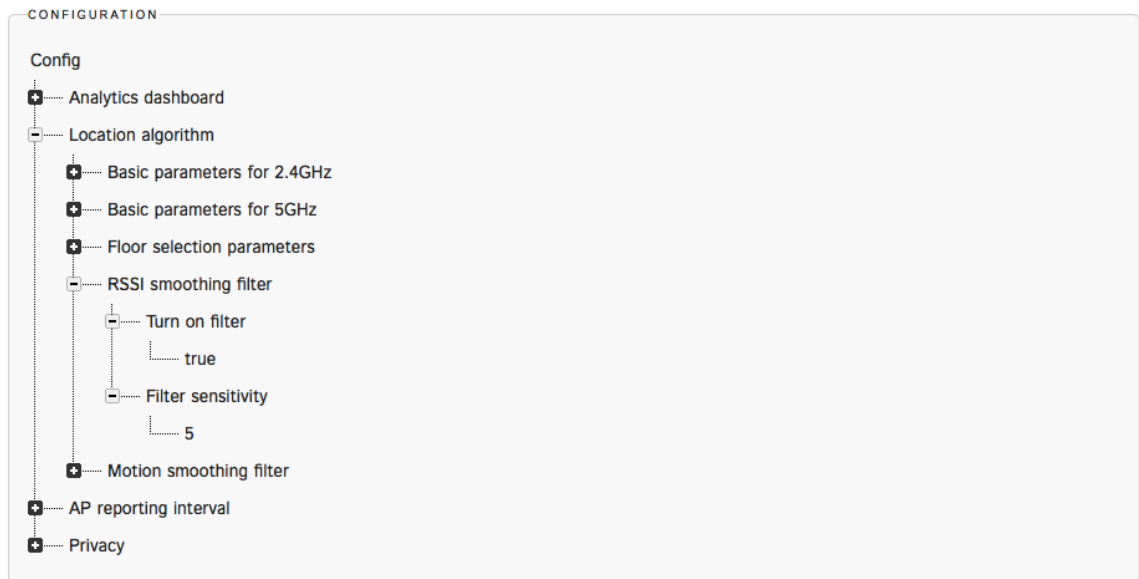 CONFIGURATION
Config
Analytics dashboard
Location algorithm
Basic parameters for 2.4GHz
Basic parameters for 5GHz
Floor selection parameters
RSSI smoothing filter
Turn on filter
true
Filter sensitivity
5
Motion smoothing filter
AP reporting interval
Privacy